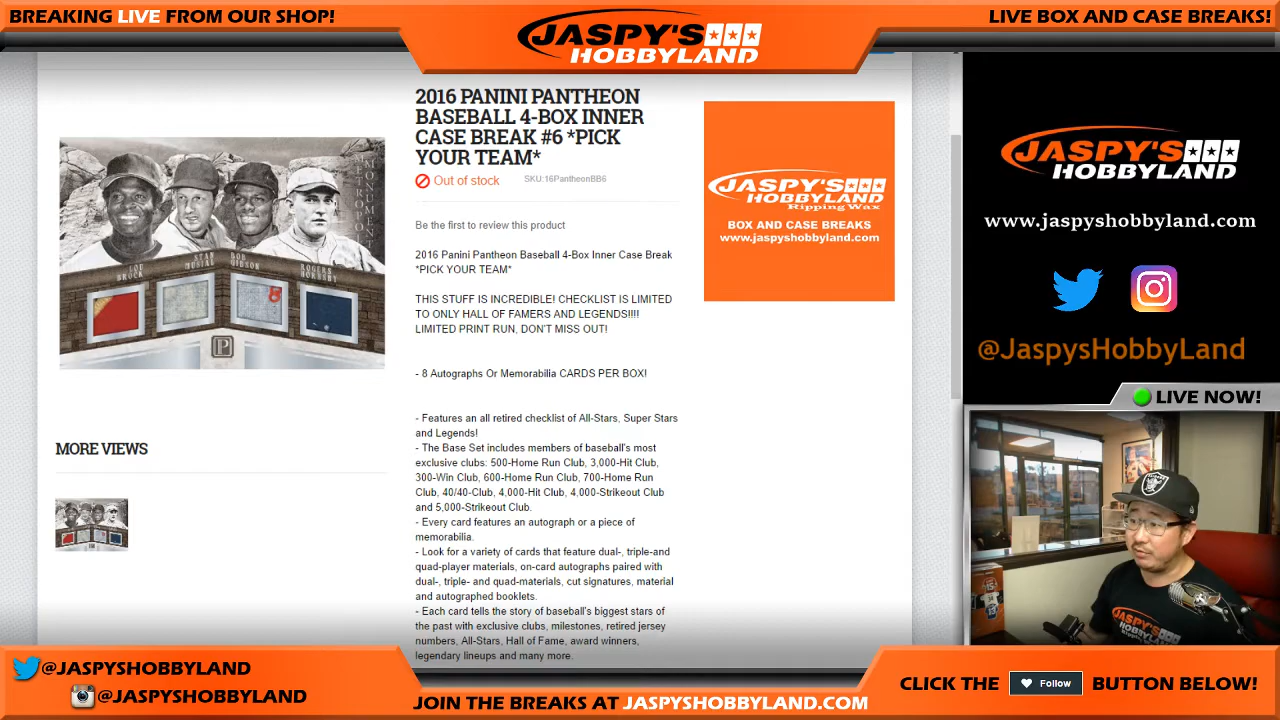 BREAKING LIVE FROM OUR SHOP!
JASPY'S
HOBBYLAND
LIVE BOX AND CASE BREAKS!
2016 PANINI PANTHEON
BASEBALL 4-BOX INNER
CASE BREAK #6 *PICK
YOUR TEAM*
Out of stock
SKU:16PantheonBB6
Be the first to review this product
2016 Panini Pantheon Baseball 4-Box Inner Case Break
*PICK YOUR TEAM*
THIS STUFF IS INCREDIBLE! CHECKLIST IS LIMITED
TO ONLY HALL OF FAMERS AND LEGENDS!!!!
LIMITED PRINT RUN, DON'T MISS OUT!
- 8 Autographs Or Memorabilia CARDS PER BOX!
- Features an all retired checklist of All-Stars, Super Stars
and Legends!
- The Base Set includes members of baseball's most
exclusive clubs: 500-Home Run Club, 3,000-Hit Club,
300-Win Club, 600-Home Run Club, 700-Home Run
Club, 40/40-Club, 4,000-Hit Club, 4,000-Strikeout Club
and 5,000-Strikeout Club.
- Every card features an autograph or a piece of
memorabilia.
- Look for a variety of cards that feature dual-, triple-and
quad-player materials, on-card autographs paired with
dual-, triple- and quad-materials, cut signatures, material
and autographed booklets.
- Each card tells the story of baseball's biggest stars of
the past with exclusive clubs, milestones, retired jersey
numbers, All-Stars, Hall of Fame, award winners,
legendary lineups and many more.
METROPOL
MONUMENT
LOU
BROCK
STAN
MUSIAL
BOB
GIBSON
ROGERS
HORNSBY
P
MORE VIEWS
JASPY'S
HOBBYLAND
Ripping Wax
BOX AND CASE BREAKS
www.jaspyshobbyland.com
JASPY'S
HOBBYLAND
www.jaspyshobbyland.com
@JaspysHobbyLand
LIVE NOW!
JASPY'S
HOBBYLAND
@JASPYSHOBBYLAND
@JASPYSHOBBYLAND
JOIN THE BREAKS AT JASPYSHOBBYLAND.COM
CLICK THE Follow BUTTON BELOW!